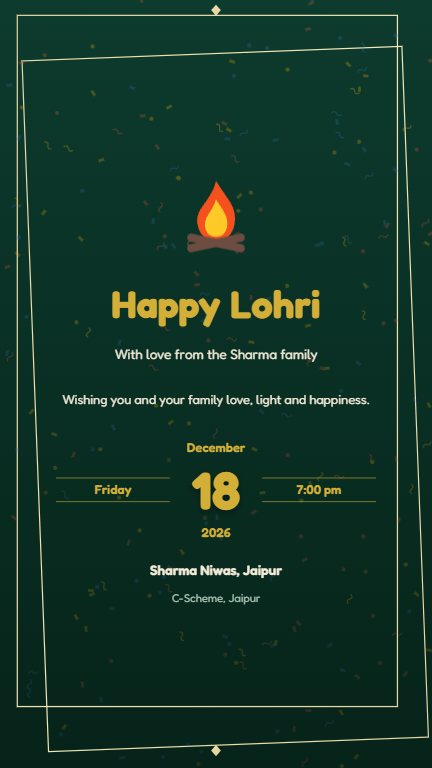 Happy Lohri
With love from the Sharma family
Wishing you and your family love, light and happiness.
December
Friday
18
7:00 pm
2026
Sharma Niwas, Jaipur
C-Scheme, Jaipur